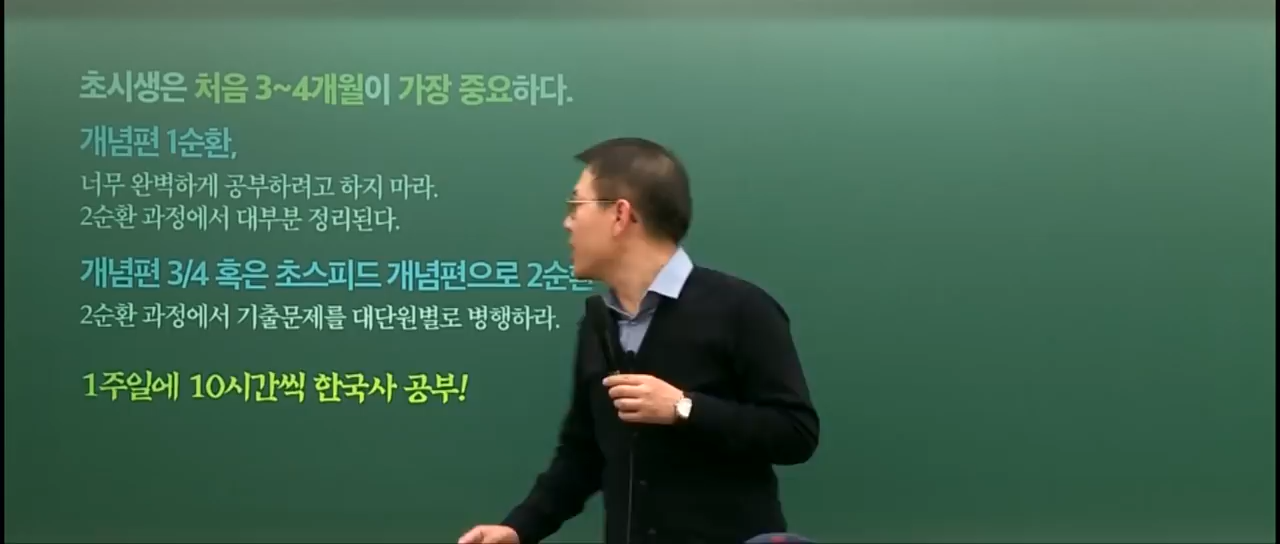 초시생은 처음 3~4개월이 가장 중요하다.
개념편 1순환,
너무 완벽하게 공부하려고 하지 마라.
2순환 과정에서 대부분 정리된다.
개념편 3/4 혹은 초스피드 개념편으로 2순환
2순환 과정에서 기출문제를 대단원별로 병행하라.
1주일에 10시간씩 한국사 공부!